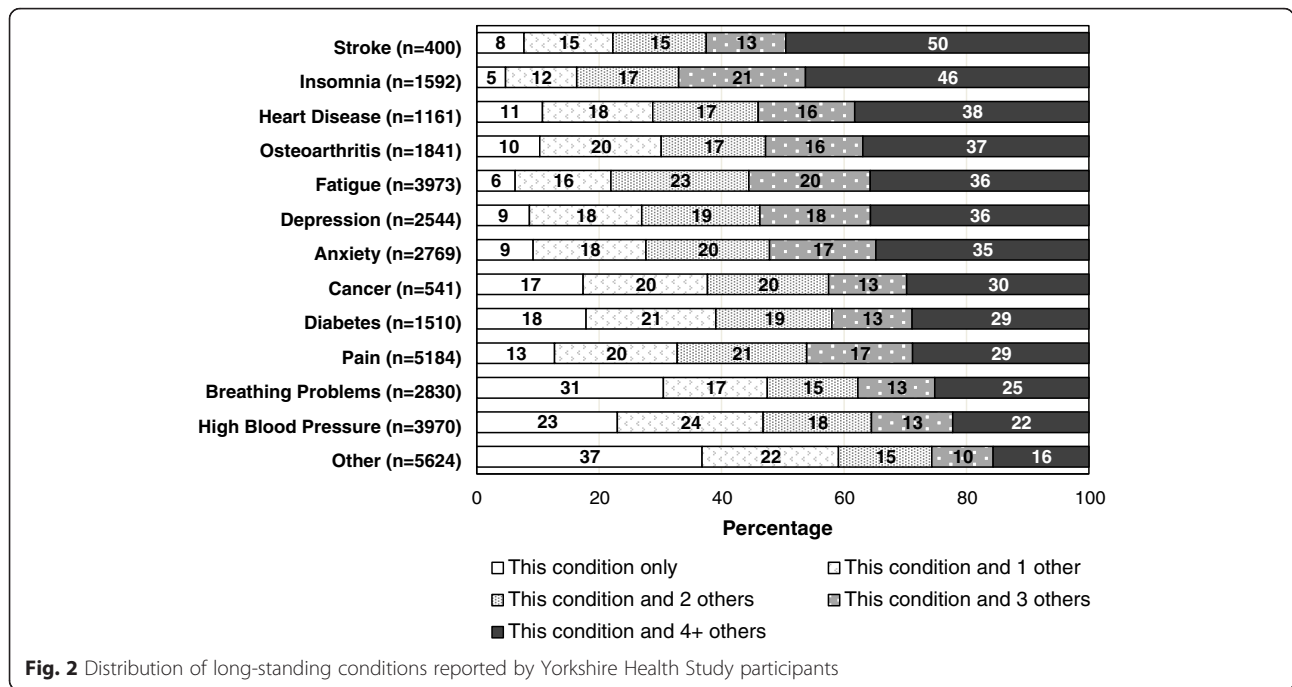 Stroke (n=400) 8 15 15 13 50
Insomnia (n=1592) 5 12 17 21 46
Heart Disease (n=1161) 11 18 17 16 38
Osteoarthritis (n=1841) 10 20 17 16 37
Fatigue (n=3973) 6 16 23 20 36
Depression (n=2544) 9 18 19 18 36
Anxiety (n=2769) 9 18 20 17 35
Cancer (n=541) 17 20 20 13 30
Diabetes (n=1510) 18 21 19 13 29
Pain (n=5184) 13 20 21 17 29
Breathing Problems (n=2830) 31 17 15 13 25
High Blood Pressure (n=3970) 23 24 18 13 22
Other (n=5624) 37 22 15 10 16
0 20 40 60 80 100
Percentage
This condition only This condition and 1 other
This condition and 2 others This condition and 3 others
This condition and 4+ others
Fig. 2 Distribution of long-standing conditions reported by Yorkshire Health Study participants